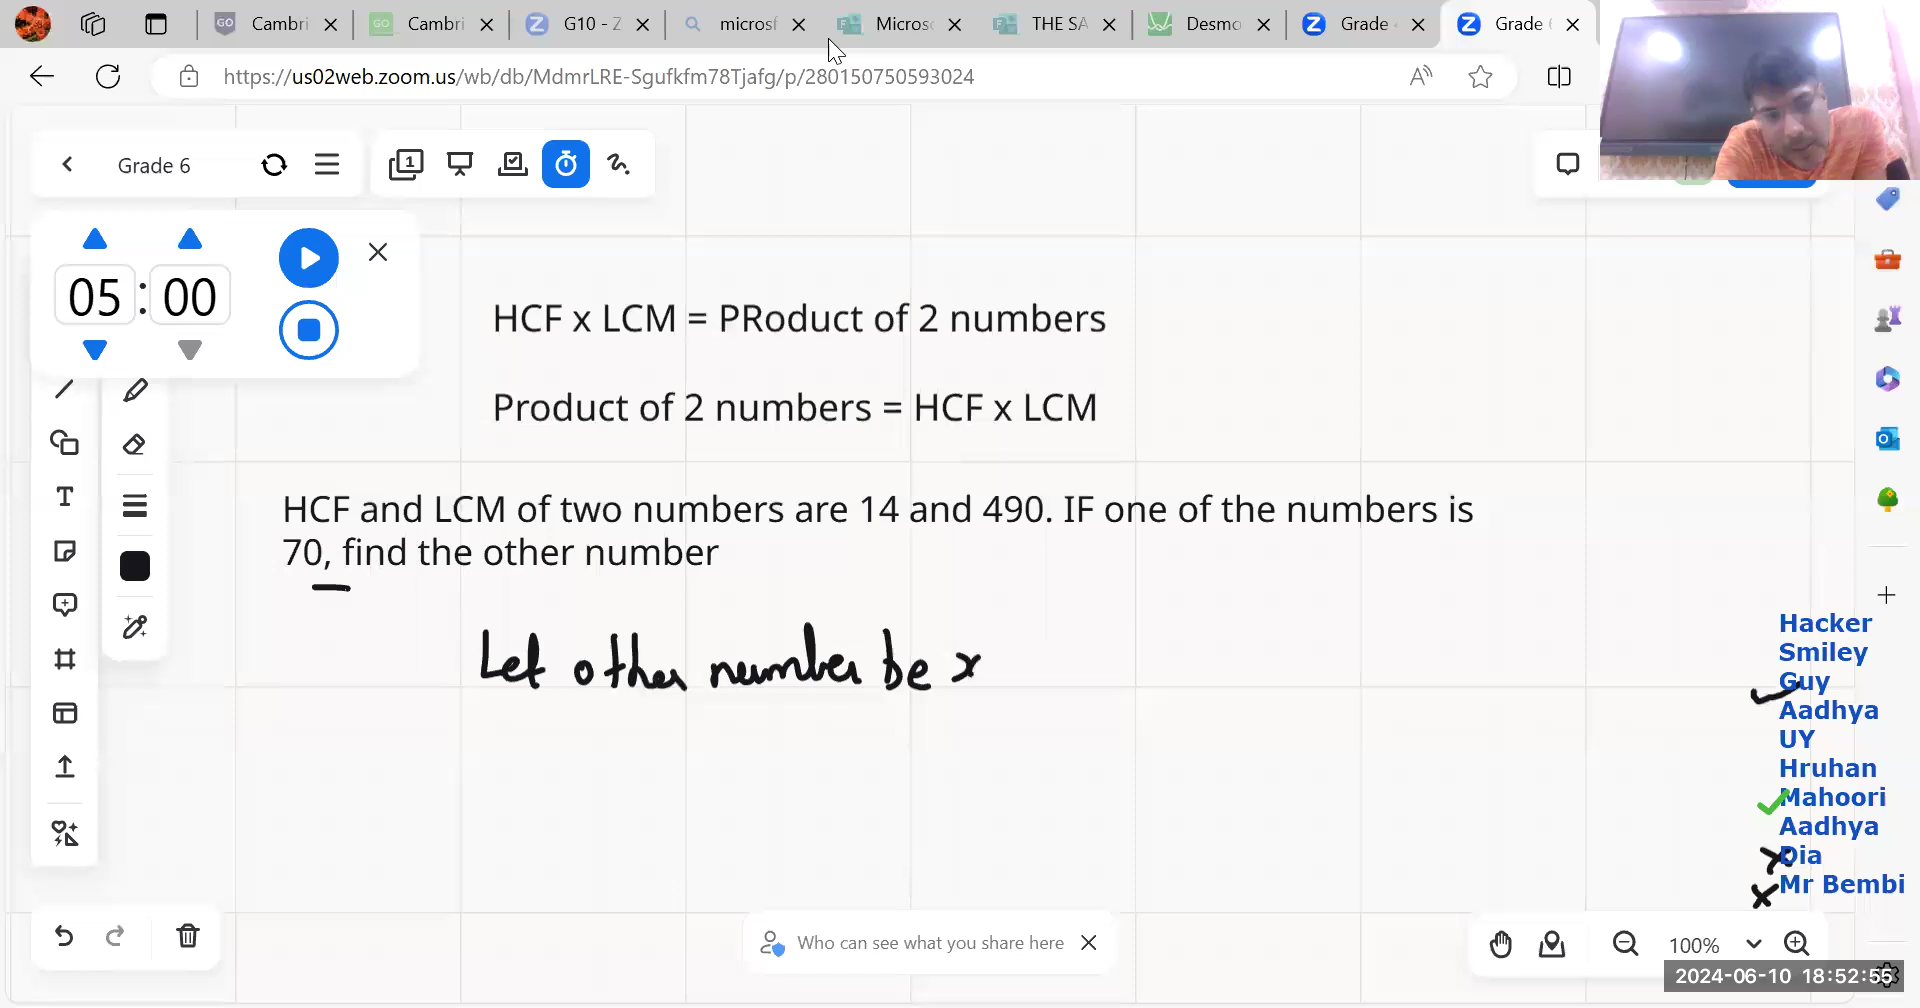 Cambri
Cambri
G10 - Z
microsf
Micros
THE SA
Desmo
Grade
Grade
https://us02web.zoom.us/wb/db/MdmrLRE-Sgufkfm78Tjafg/p/280150750593024
Grade 6
1
05:00
HCF x LCM = PRoduct of 2 numbers
Product of 2 numbers = HCF x LCM
HCF and LCM of two numbers are 14 and 490. IF one of the numbers is
70, find the other number
Let other number be x
Hacker
Smiley
Guy
Aadhya
UY
Hruhan
Mahoori
Aadhya
Dia
Mr Bembi
Who can see what you share here
100%
2024-06-10 18:52:55